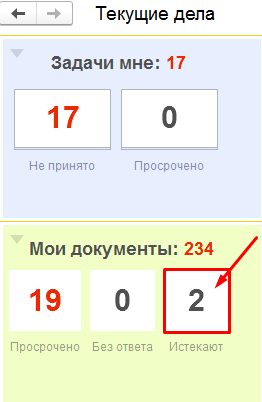 Текущие дела
Задачи мне: 17
17 0
Не принято Просрочено
Мои документы: 234
19 0 2
Просрочено Без ответа Истекают